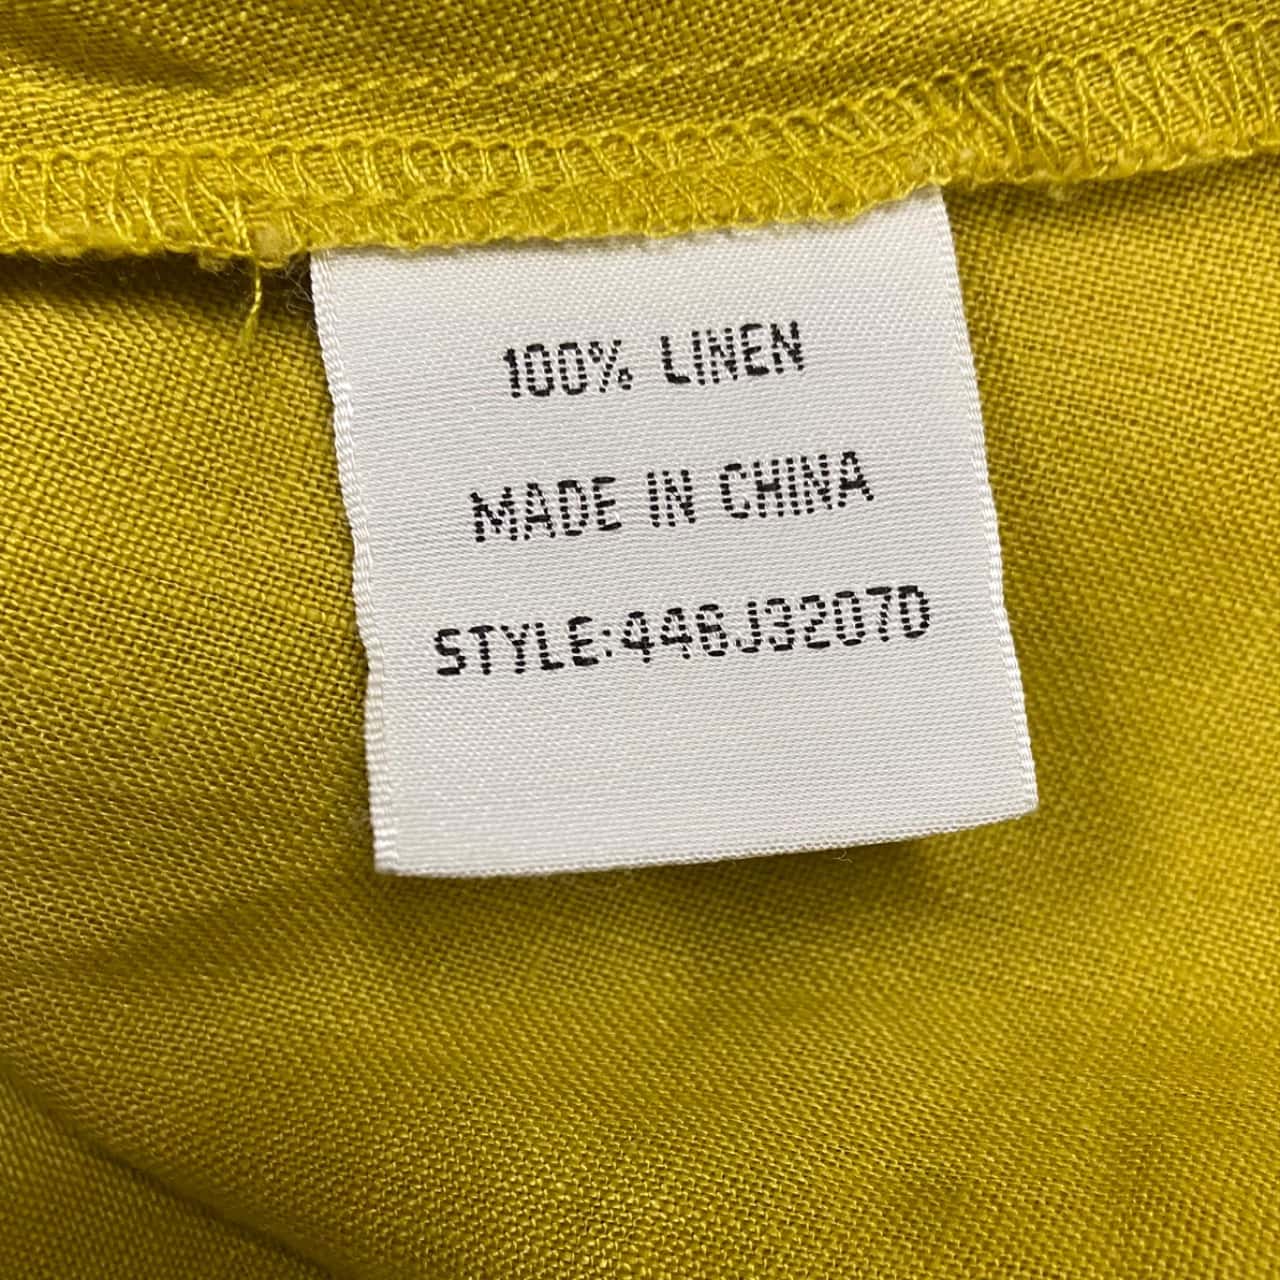 100% LINEN
MADE IN CHINA
STYLE:446J3207D